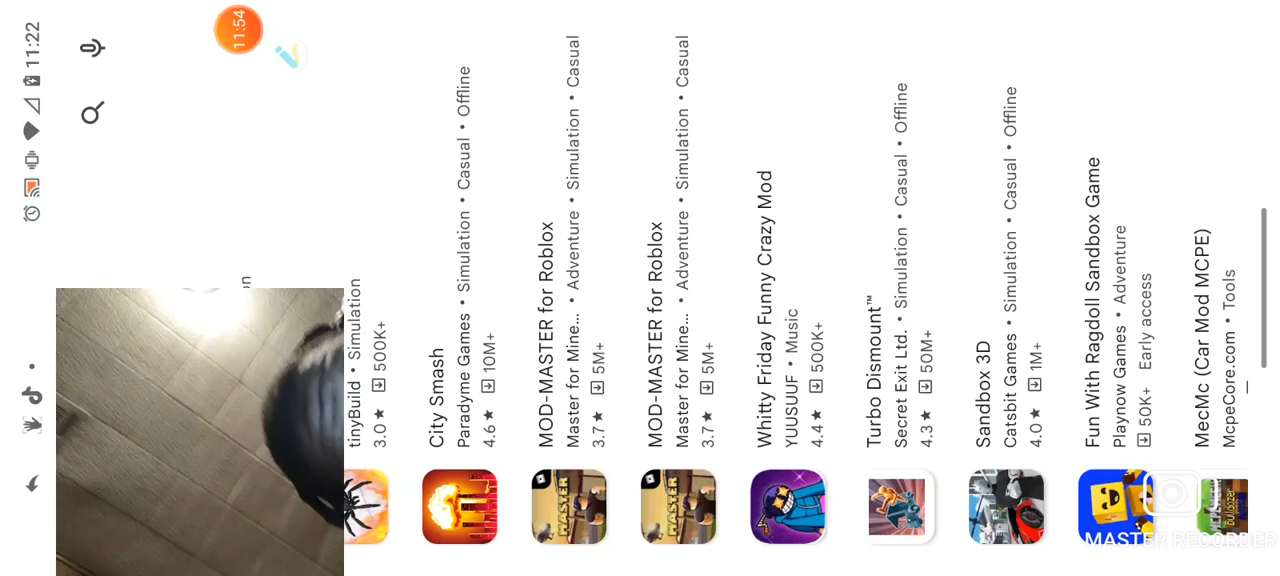 11:22
11:54
on
tinyBuild • Simulation
3.0 ★ 500K+
City Smash
Paradyme Games • Simulation • Casual • Offline
4.6 ★ 10M+
MOD-MASTER for Roblox
Master for Mine... • Adventure • Simulation • Casual
3.7 ★ 5M+
MOD-MASTER for Roblox
Master for Mine... • Adventure • Simulation • Casual
3.7 ★ 5M+
Whitty Friday Funny Crazy Mod
YUUSUUF • Music
4.4 ★ 500K+
Turbo Dismount™
Secret Exit Ltd. • Simulation • Casual • Offline
4.3 ★ 50M+
Sandbox 3D
Catsbit Games • Simulation • Casual • Offline
4.0 ★ 1M+
Fun With Ragdoll Sandbox Game
Playnow Games • Adventure
50K+ Early access
MecMc (Car Mod MCPE)
McpeCore.com • Tools
MASTER
MASTER
MASTER RECORDER